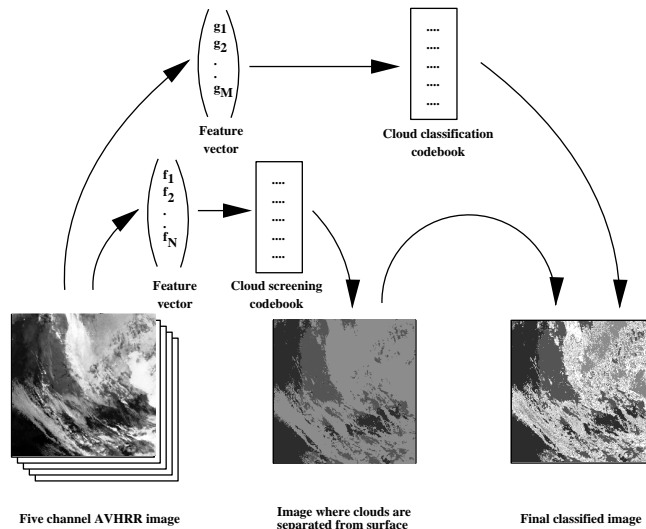 g1
g2
.
.
gM
Feature
vector
....
....
....
....
....
Cloud classification
codebook
f1
f2
.
.
fN
Feature
vector
....
....
....
....
....
Cloud screening
codebook
Five channel AVHRR image
Image where clouds are
separated from surface
Final classified image